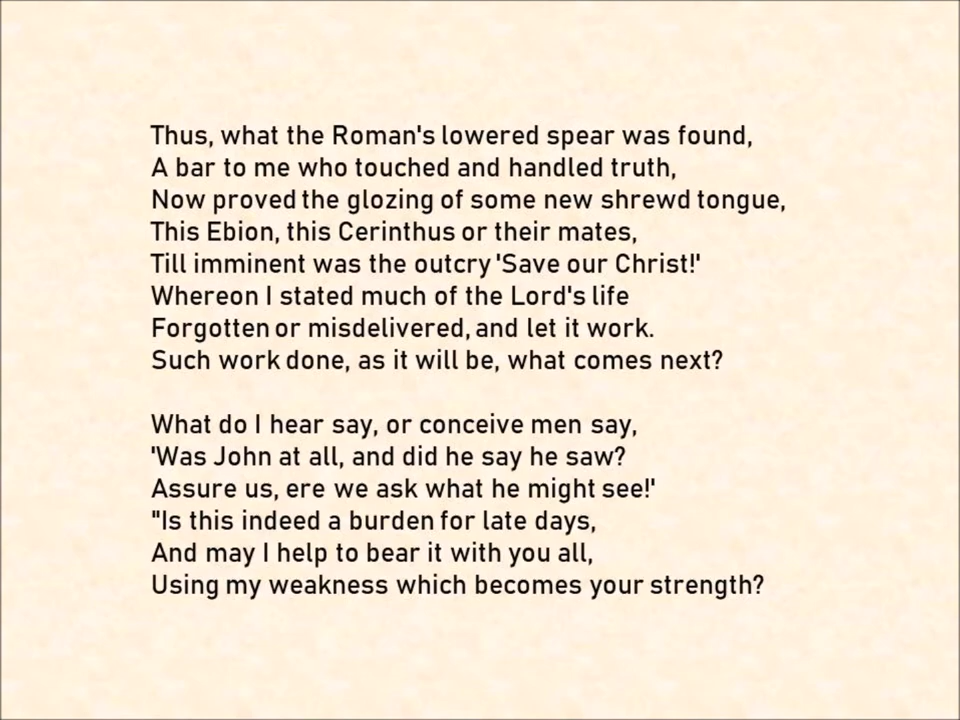 Thus, what the Roman's lowered spear was found,
A bar to me who touched and handled truth,
Now proved the glozing of some new shrewd tongue,
This Ebion, this Cerinthus or their mates,
Till imminent was the outcry 'Save our Christ!'
Whereon I stated much of the Lord's life
Forgotten or misdelivered, and let it work.
Such work done, as it will be, what comes next?
What do I hear say, or conceive men say,
'Was John at all, and did he say he saw?
Assure us, ere we ask what he might see!'
"Is this indeed a burden for late days,
And may I help to bear it with you all,
Using my weakness which becomes your strength?